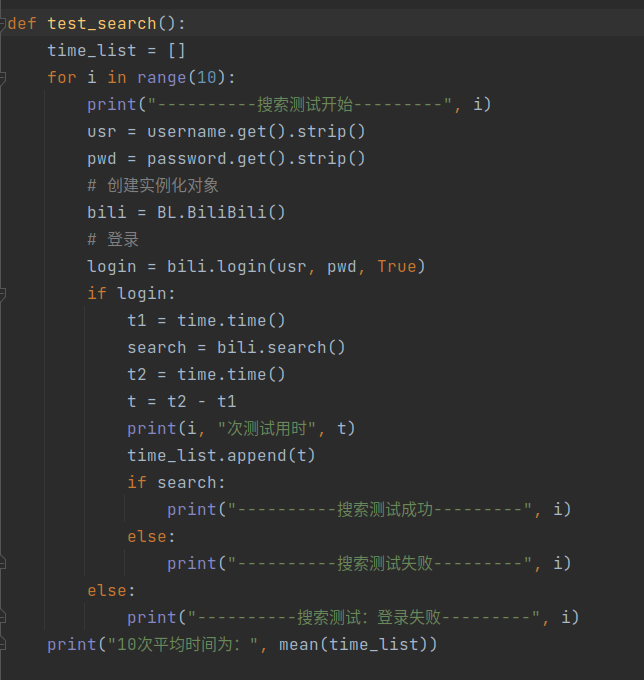 def test_search():
    time_list = []
    for i in range(10):
        print("----------搜索测试开始---------", i)
        usr = username.get().strip()
        pwd = password.get().strip()
        # 创建实例化对象
        bili = BL.BiliBili()
        # 登录
        login = bili.login(usr, pwd, True)
        if login:
            t1 = time.time()
            search = bili.search()
            t2 = time.time()
            t = t2 - t1
            print(i, "次测试用时", t)
            time_list.append(t)
            if search:
                print("----------搜索测试成功---------", i)
            else:
                print("----------搜索测试失败---------", i)
        else:
            print("----------搜索测试: 登录失败---------", i)
    print("10次平均时间为: ", mean(time_list))